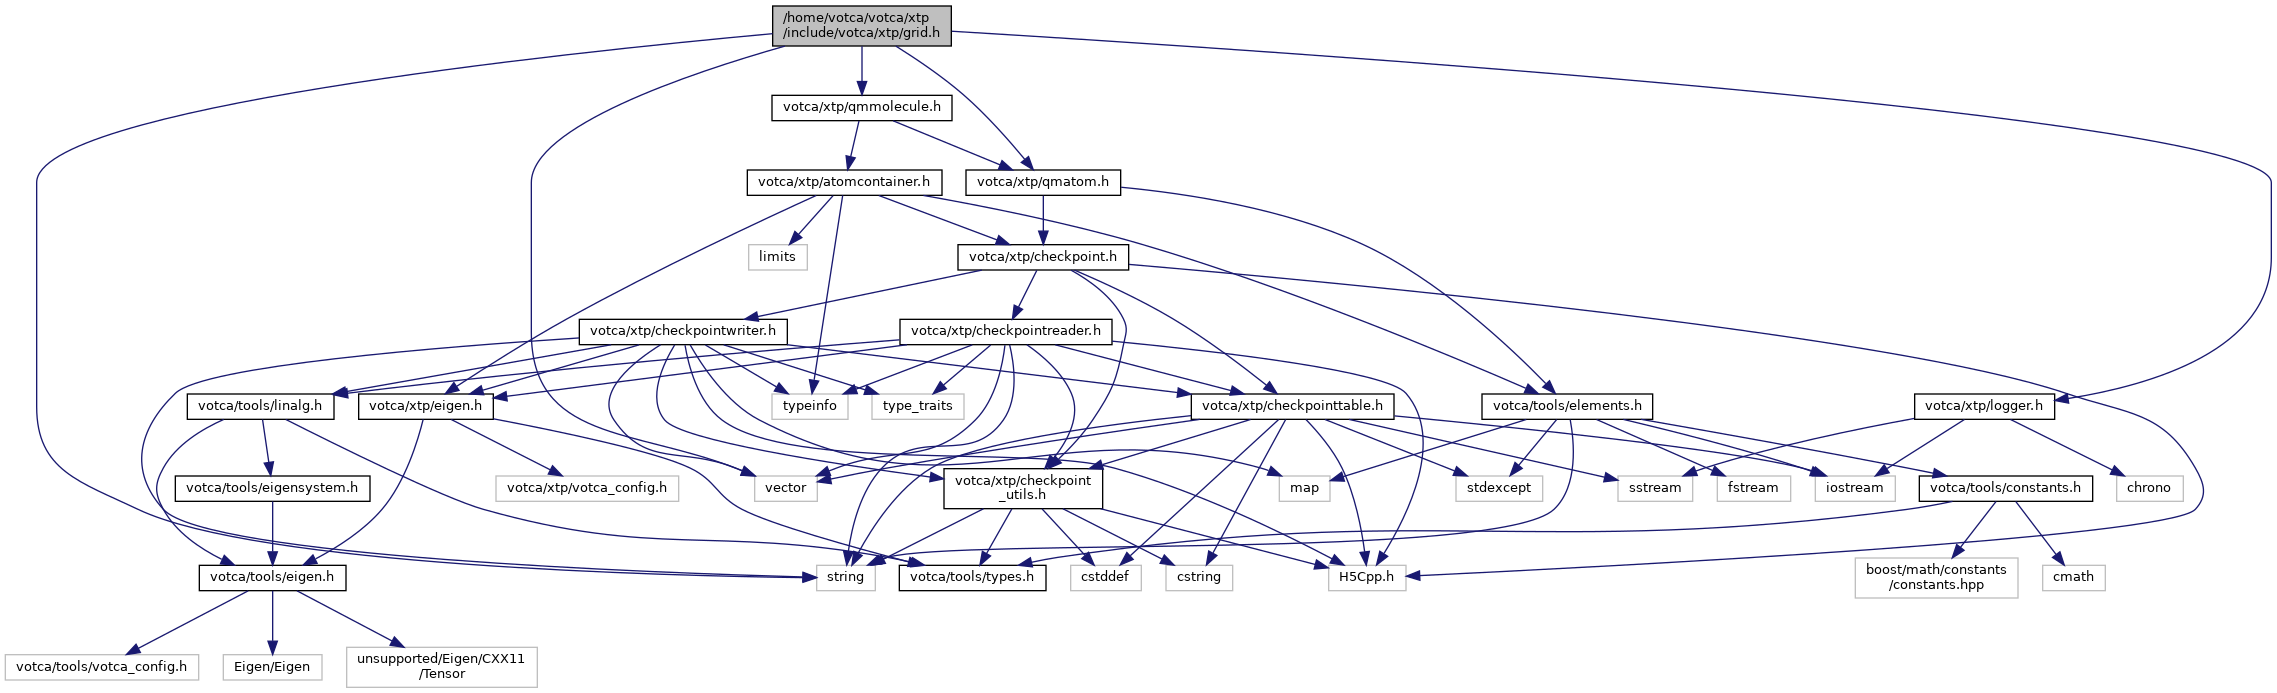 /home/votca/votca/xtp
/include/votca/xtp/grid.h
votca/xtp/qmmolecule.h
votca/xtp/atomcontainer.h
votca/xtp/qmatom.h
limits
votca/xtp/checkpoint.h
votca/xtp/checkpointwriter.h
votca/xtp/checkpointreader.h
votca/tools/linalg.h
votca/xtp/eigen.h
typeinfo
type_traits
votca/xtp/checkpointtable.h
votca/tools/elements.h
votca/xtp/logger.h
votca/tools/eigensystem.h
votca/xtp/votca_config.h
vector
votca/xtp/checkpoint
_utils.h
map
stdexcept
sstream
fstream
iostream
votca/tools/constants.h
chrono
votca/tools/eigen.h
string
votca/tools/types.h
cstddef
cstring
H5Cpp.h
boost/math/constants
/constants.hpp
cmath
votca/tools/votca_config.h
Eigen/Eigen
unsupported/Eigen/CXX11
/Tensor